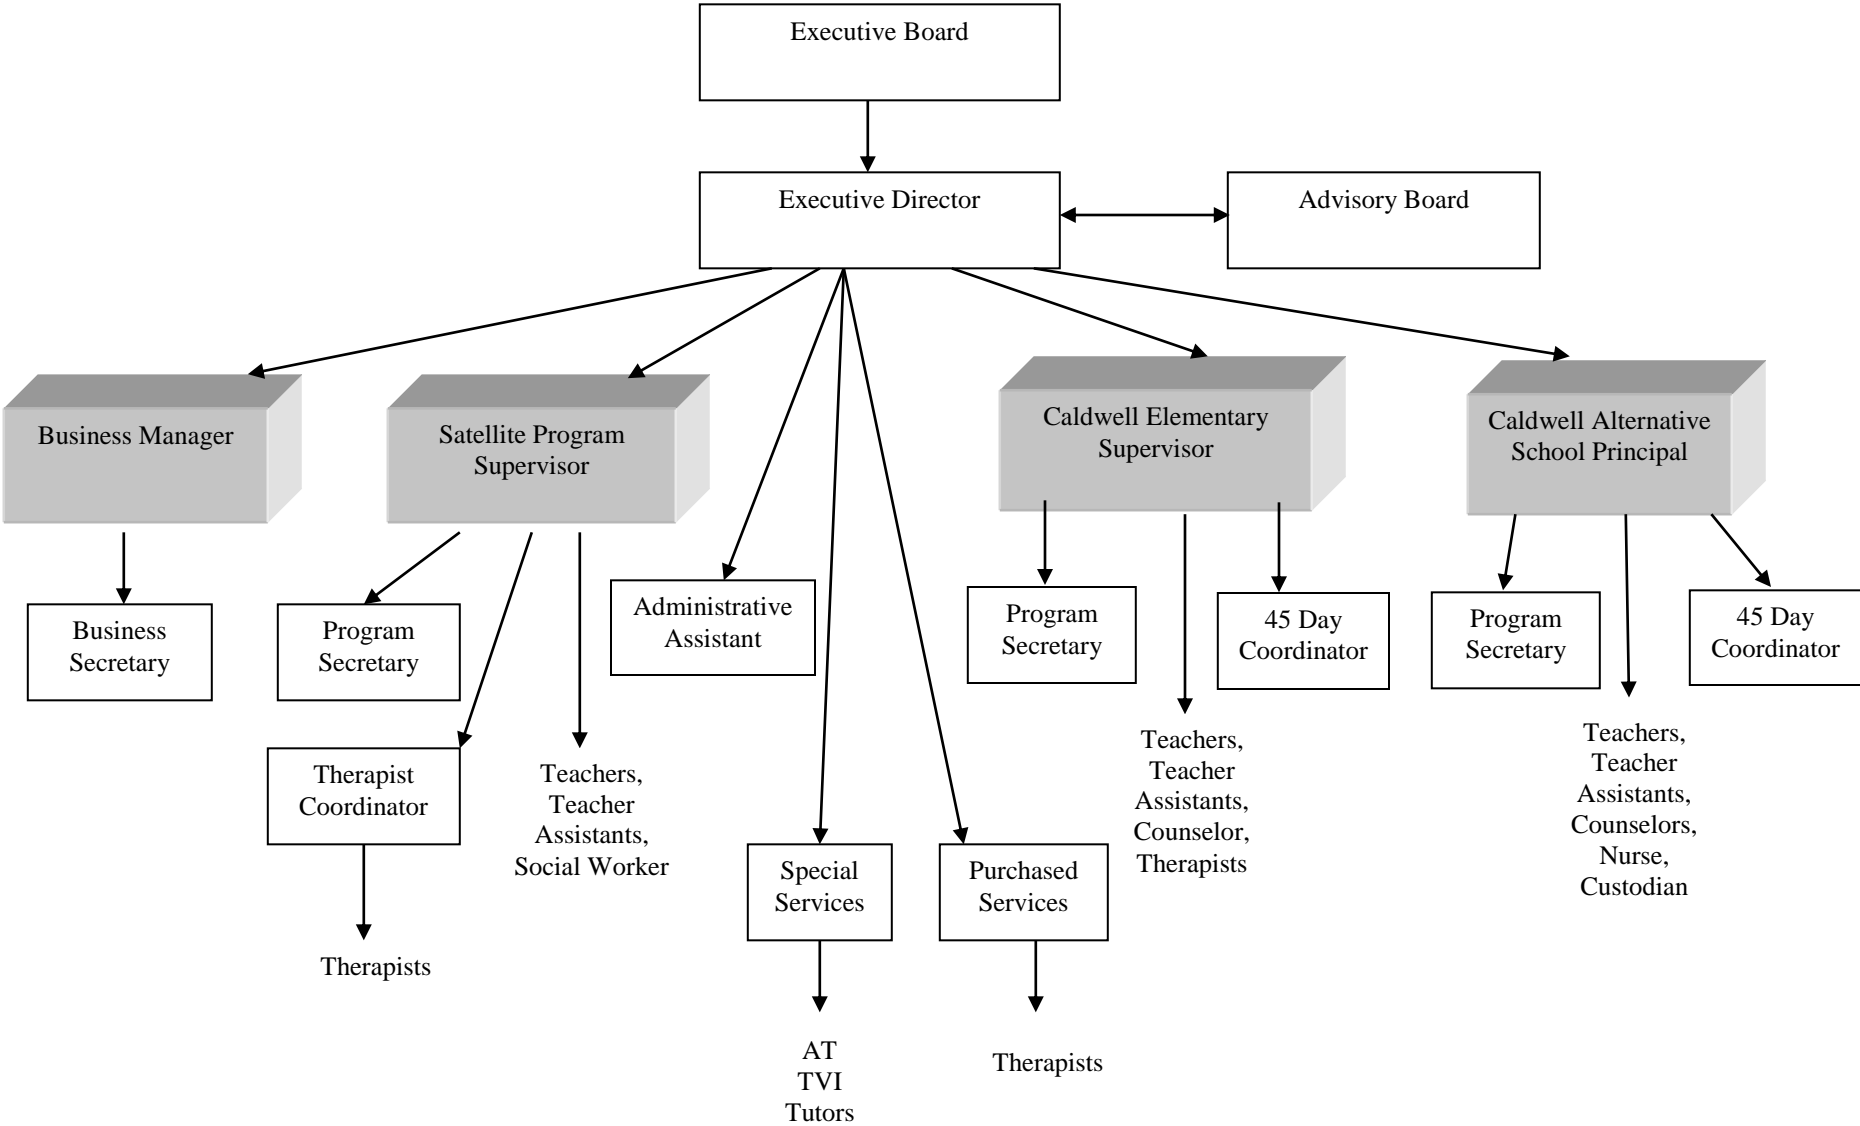 Executive Board
Executive Director
Advisory Board
Business Manager
Satellite Program
Supervisor
Caldwell Elementary
Supervisor
Caldwell Alternative
School Principal
Business
Secretary
Program
Secretary
Administrative
Assistant
Program
Secretary
45 Day
Coordinator
Program
Secretary
45 Day
Coordinator
Therapist
Coordinator
Teachers,
Teacher
Assistants,
Social Worker
Teachers,
Teacher
Assistants,
Counselor,
Therapists
Teachers,
Teacher
Assistants,
Counselors,
Nurse,
Custodian
Special
Services
Purchased
Services
Therapists
AT
TVI
Tutors
Therapists